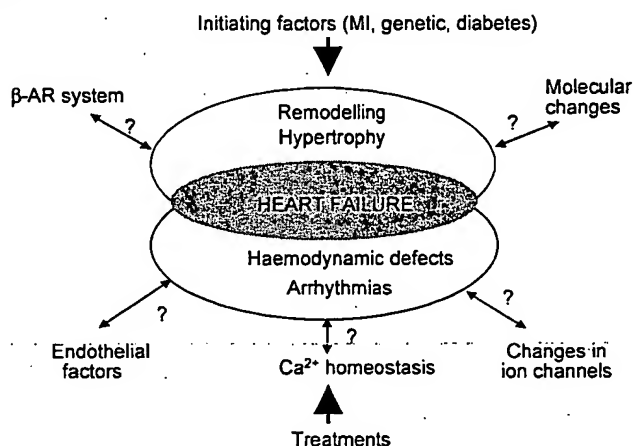 Initiating factors (MI, genetic, diabetes)
β-AR system
?
Remodelling
Hypertrophy
?
Molecular
changes
HEART FAILURE
Haemodynamic defects
Arrhythmias
?
Endothelial
factors
?
Ca²⁺ homeostasis
?
Changes in
ion channels
Treatments